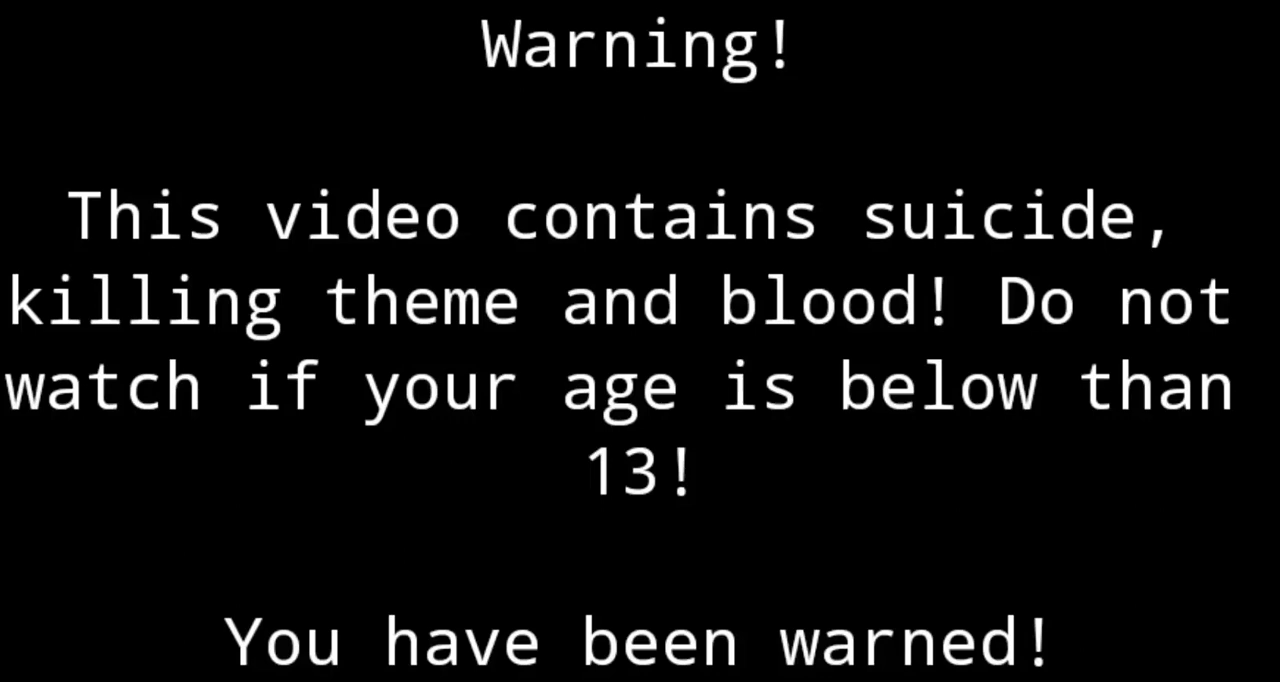 Warning!
This video contains suicide,
killing theme and blood! Do not
watch if your age is below than
13!
You have been warned!